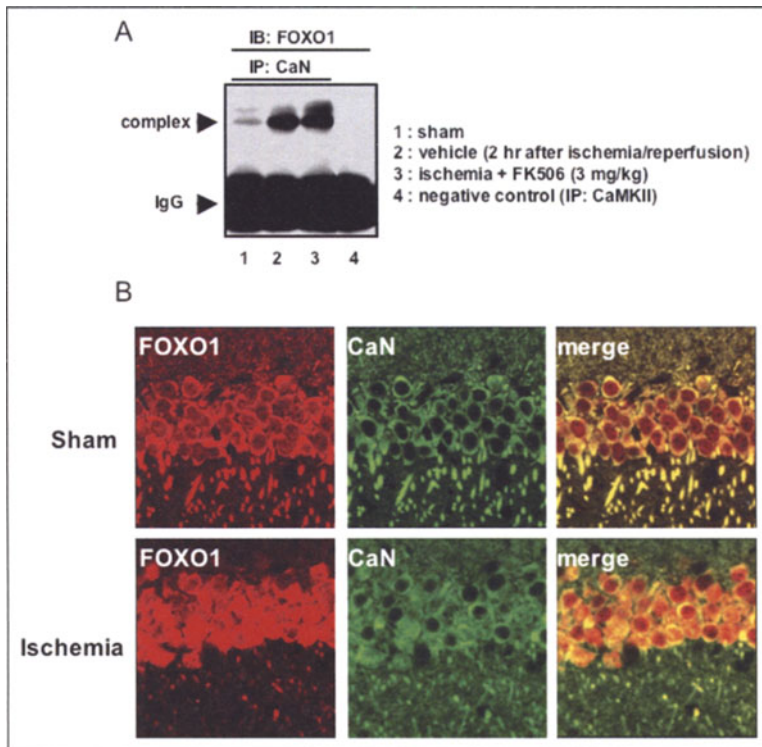 A
IB: FOXO1
IP: CaN
complex
IgG
1 2 3 4
1 : sham
2 : vehicle (2 hr after ischemia/reperfusion)
3 : ischemia + FK506 (3 mg/kg)
4 : negative control (IP: CaMKII)
B
FOXO1 CaN merge
Sham
FOXO1 CaN merge
Ischemia